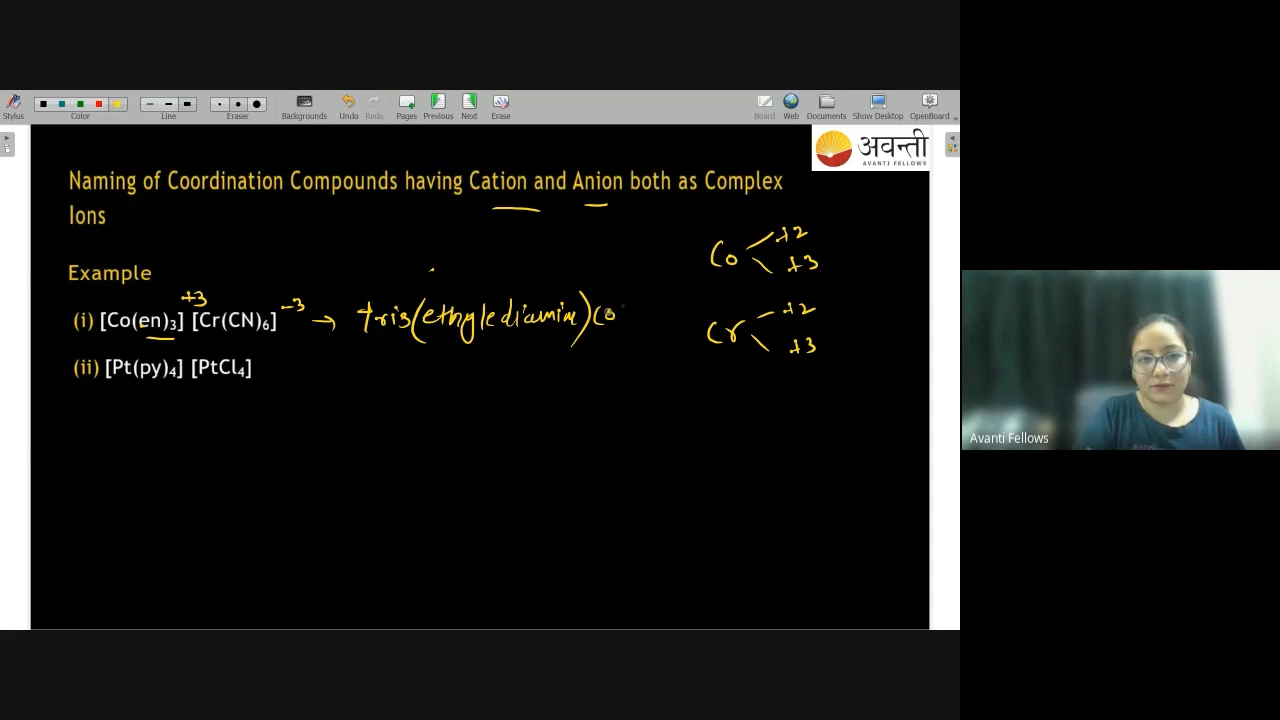 Stylus
Color
Line
Eraser
Backgrounds
Undo
Redo
Pages
Previous
Next
Erase
Board
Web
Documents
Show Desktop
OpenBoard
अवन्ती
AVANTI FELLOWS
Naming of Coordination Compounds having Cation and Anion both as Complex
Ions
Co +2
+3
Example
+3 -3
(i) [Co(en)₃] [Cr(CN)₆] → tris(ethylediamine)Co
Cr +2
+3
(ii) [Pt(py)₄] [PtCl₄]
Avanti Fellows